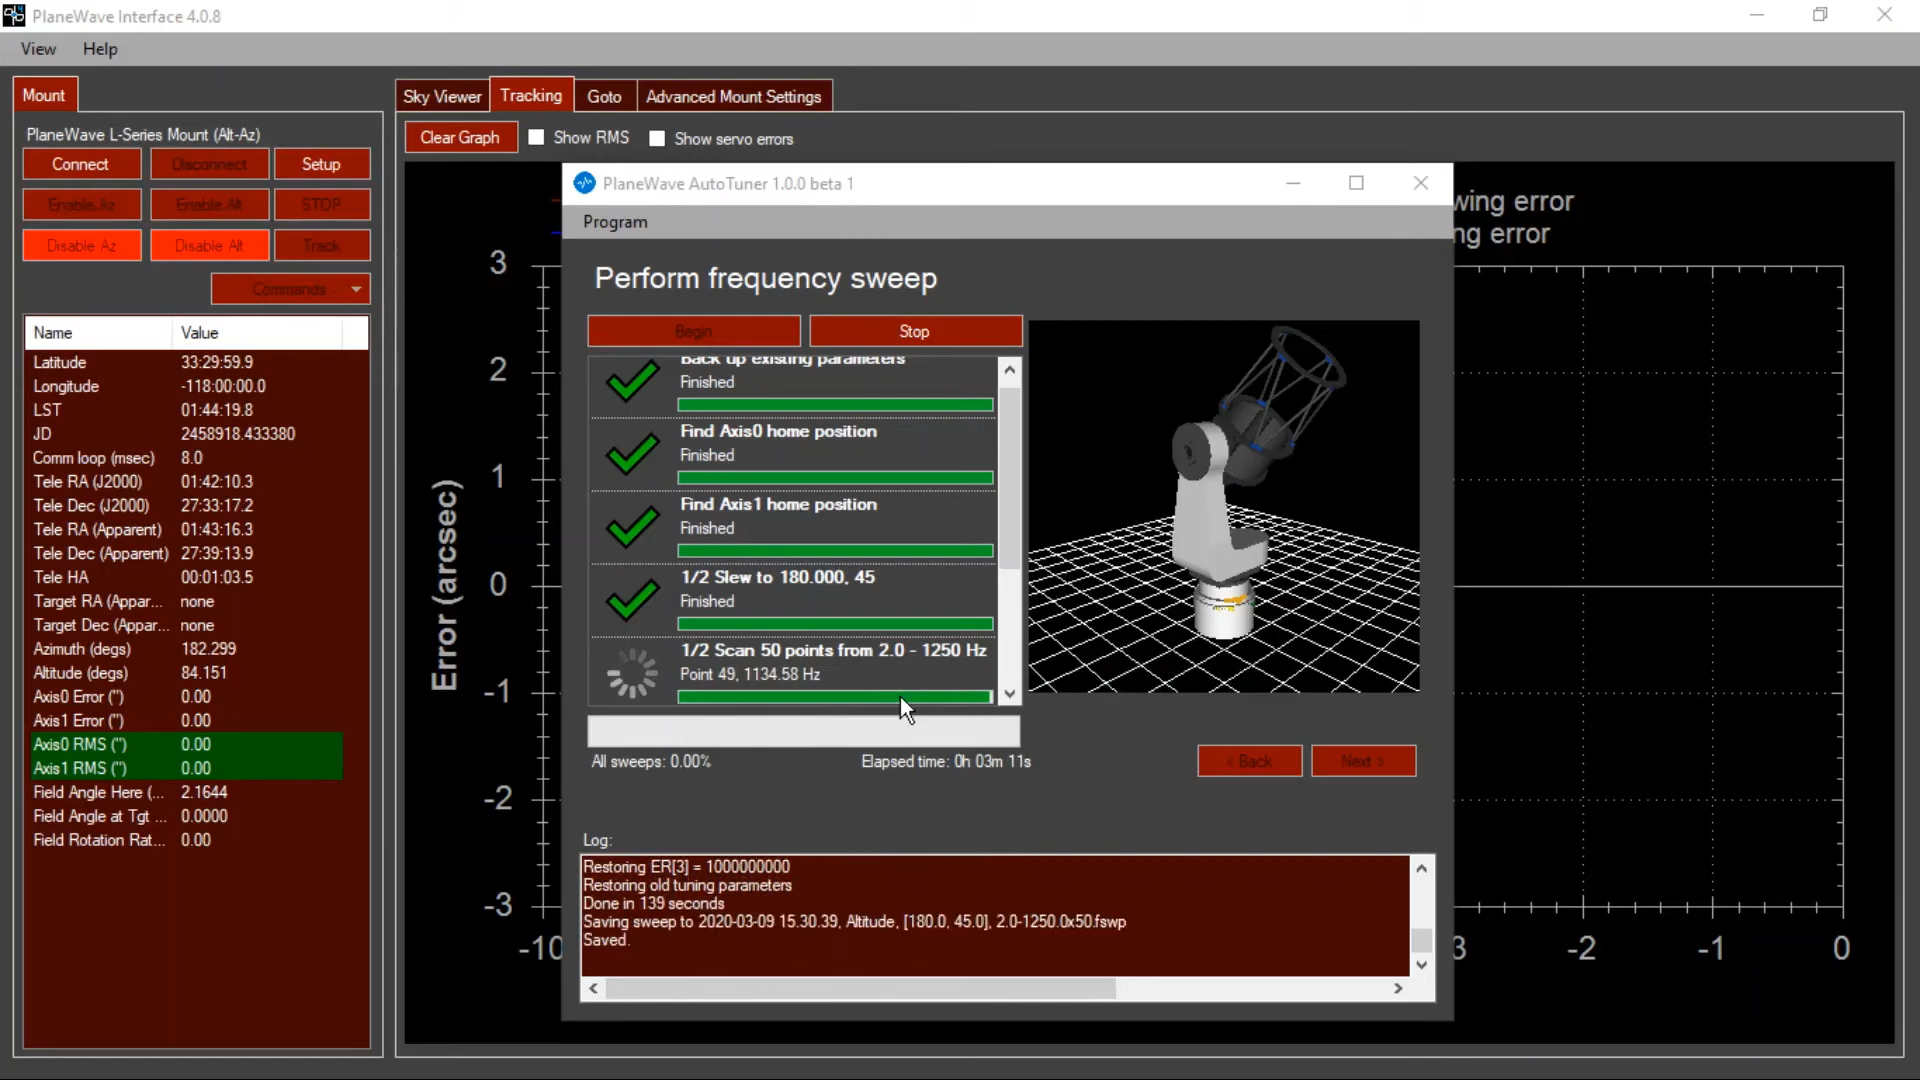 PlaneWave Interface 4.0.8
View Help
Mount
PlaneWave L-Series Mount (Alt-Az)
Connect Disconnect Setup
Enable Az Enable Alt STOP
Disable Az Disable Alt Track
Commands
Name Value
Latitude 33:29:59.9
Longitude -118:00:00.0
LST 01:44:19.8
JD 2458918.433380
Comm loop (msec) 8.0
Tele RA (J2000) 01:42:10.3
Tele Dec (J2000) 27:33:17.2
Tele RA (Apparent) 01:43:16.3
Tele Dec (Apparent) 27:39:13.9
Tele HA 00:01:03.5
Target RA (Appar... none
Target Dec (Appar... none
Azimuth (degs) 182.299
Altitude (degs) 84.151
Axis0 Error (") 0.00
Axis1 Error (") 0.00
Axis0 RMS (") 0.00
Axis1 RMS (") 0.00
Field Angle Here (... 2.1644
Field Angle at Tgt ... 0.0000
Field Rotation Rat... 0.00
Sky Viewer Tracking Goto Advanced Mount Settings
Clear Graph Show RMS Show servo errors
wing error
ng error
Error (arcsec)
3
2
1
0
-1
-2
-3
-10 3 -2 -1 0
PlaneWave AutoTuner 1.0.0 beta 1
Program
Perform frequency sweep
Begin Stop
Back up existing parameters
Finished
Find Axis0 home position
Finished
Find Axis1 home position
Finished
1/2 Slew to 180.000, 45
Finished
1/2 Scan 50 points from 2.0 - 1250 Hz
Point 49, 1134.58 Hz
All sweeps: 0.00% Elapsed time: 0h 03m 11s
< Back Next >
Log:
Restoring ER[3] = 1000000000
Restoring old tuning parameters
Done in 139 seconds
Saving sweep to 2020-03-09 15.30.39, Altitude, [180.0, 45.0], 2.0-1250.0x50.fswp
Saved.